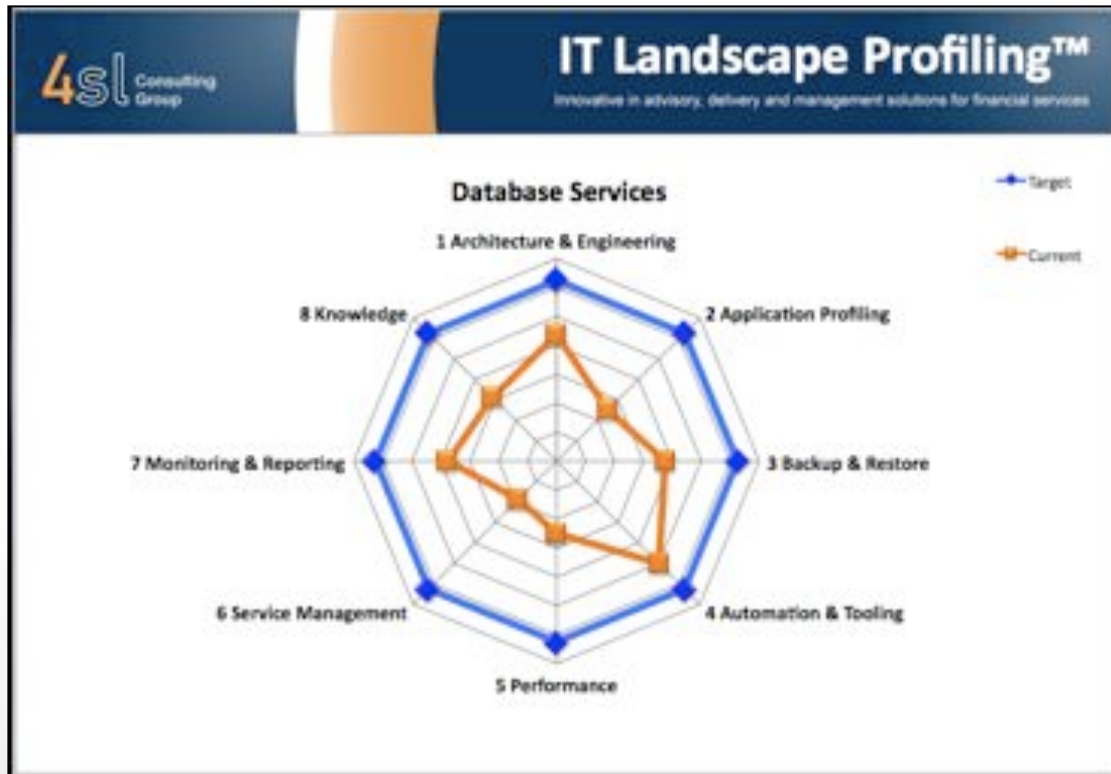 4sl Consulting
Group
IT Landscape Profiling™
Innovative in advisory, delivery and management solutions for financial services
Database Services
Target
Current
1 Architecture & Engineering
2 Application Profiling
3 Backup & Restore
4 Automation & Tooling
5 Performance
6 Service Management
7 Monitoring & Reporting
8 Knowledge